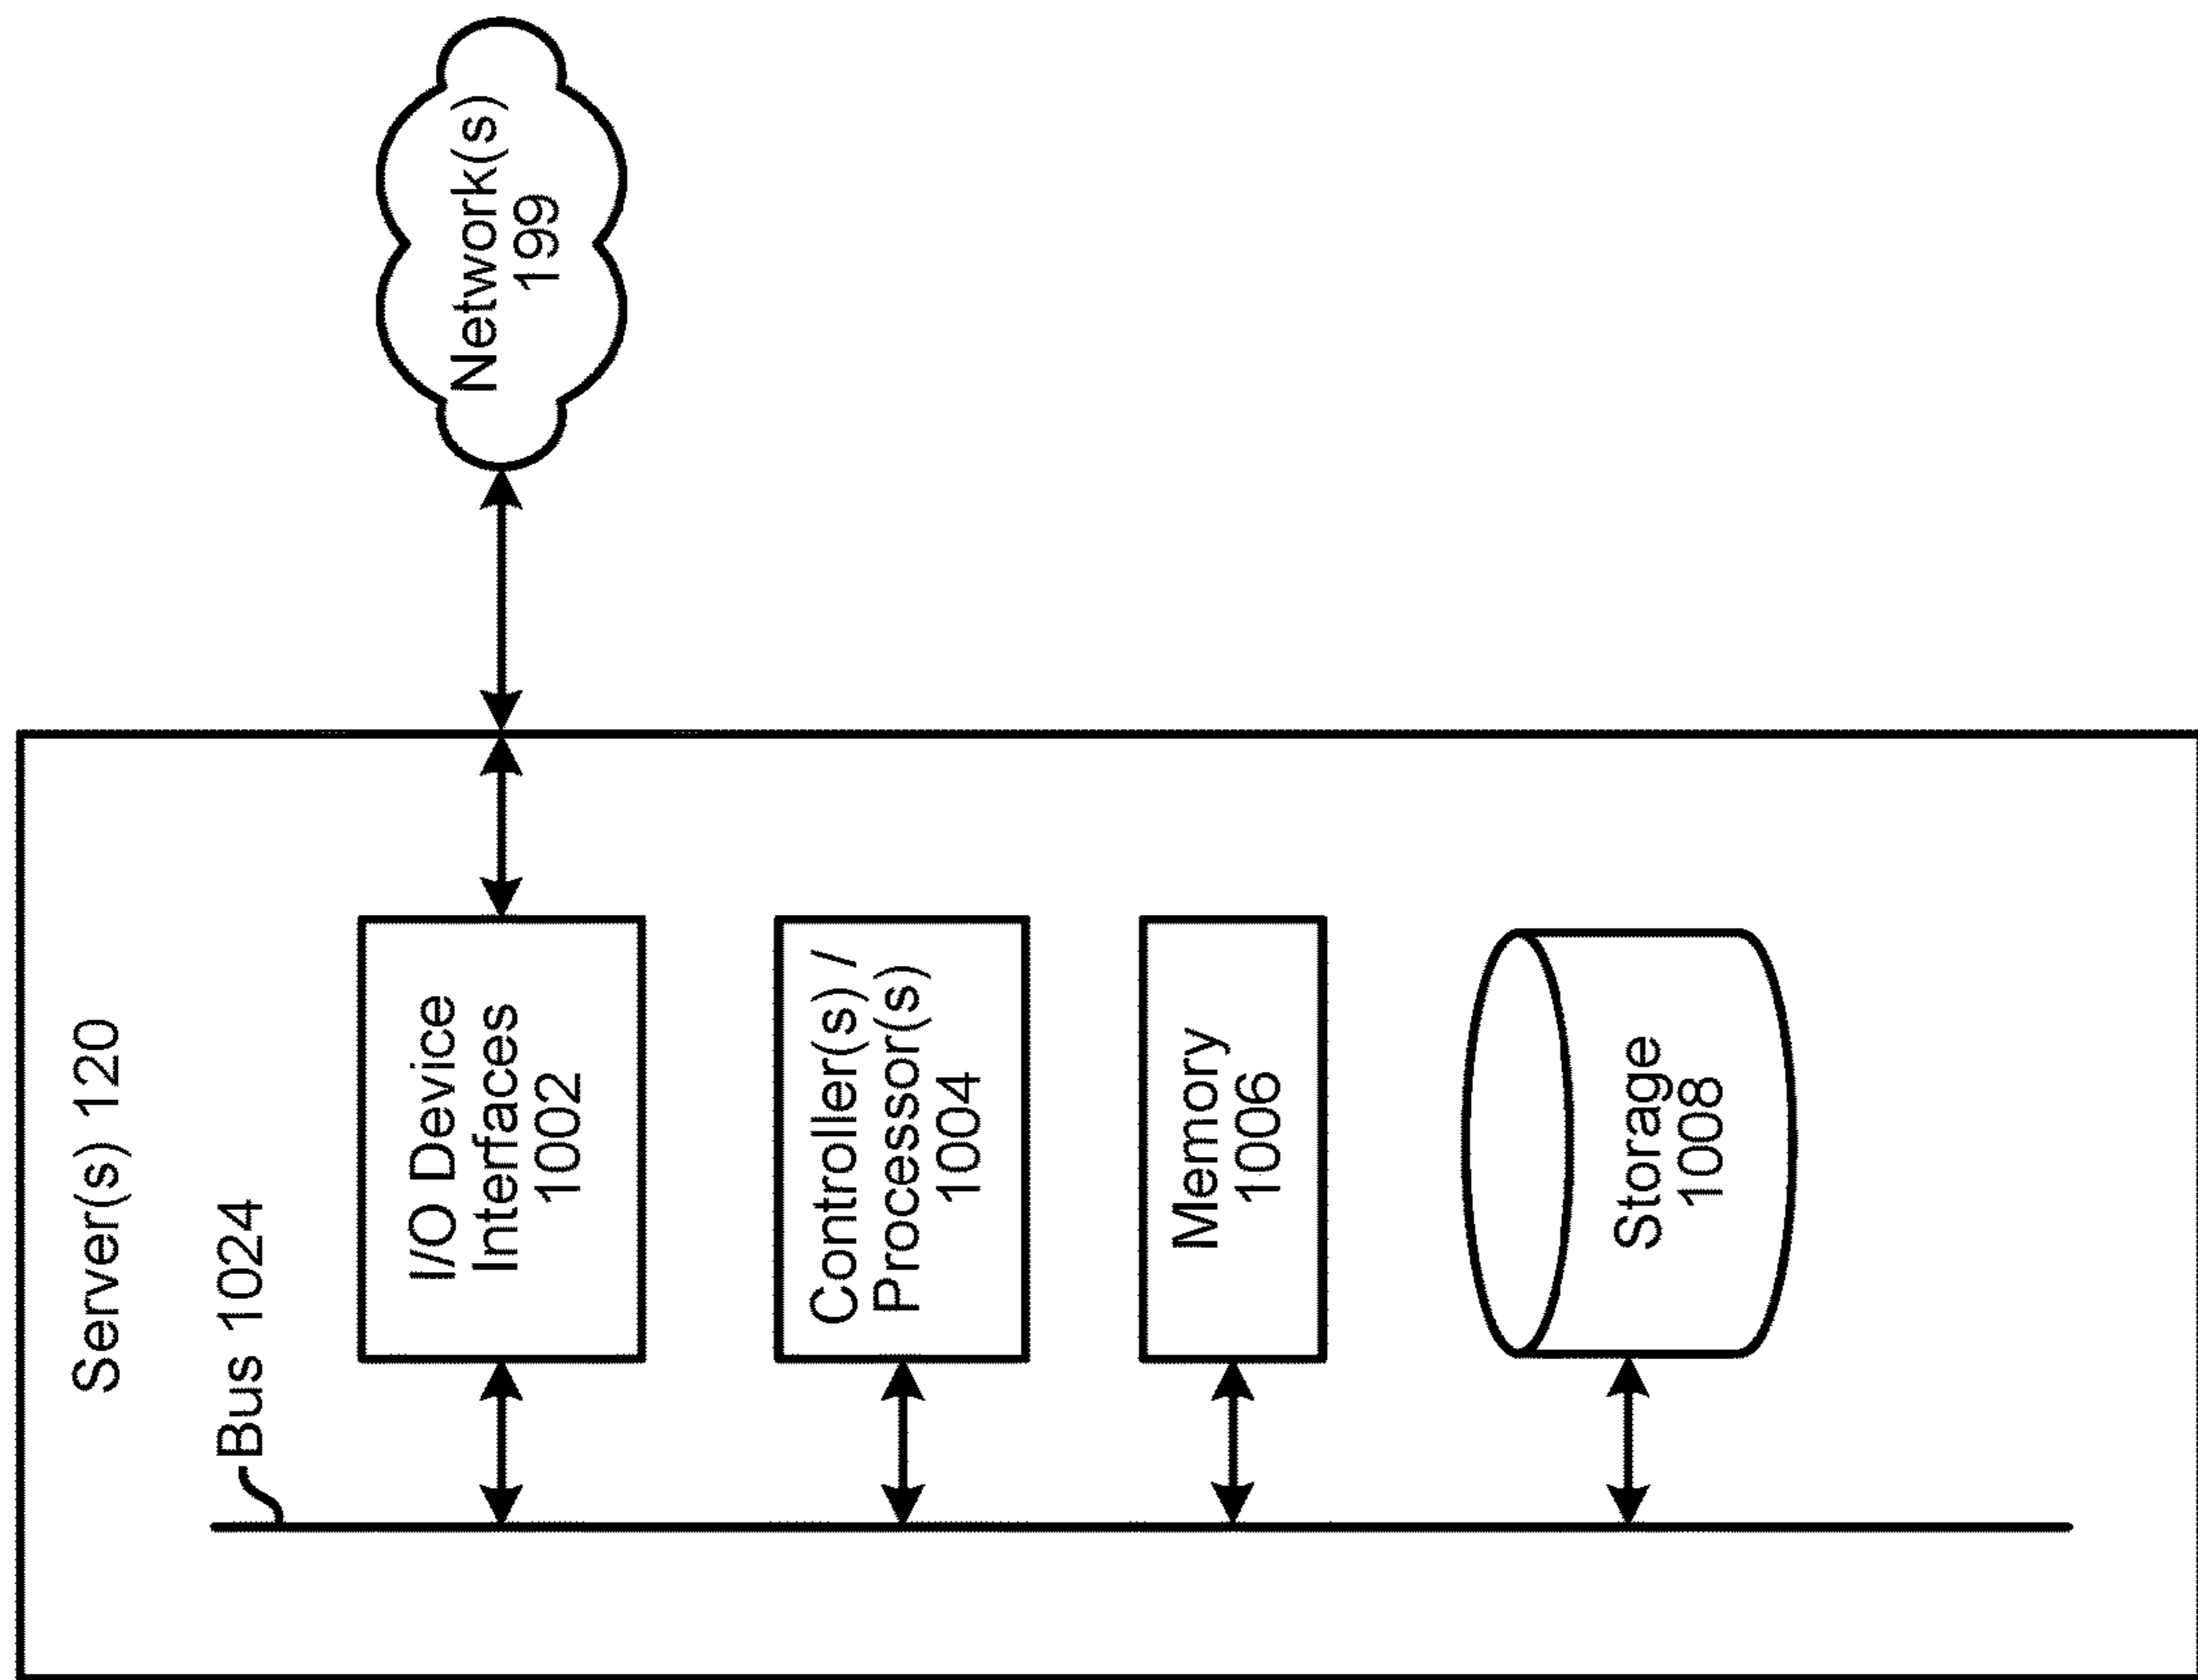 Server(s) 120
Bus 1024
I/O Device
Interfaces
1002
Network(s)
199
Controller(s) /
Processor(s)
1004
Memory
1006
Storage
1008